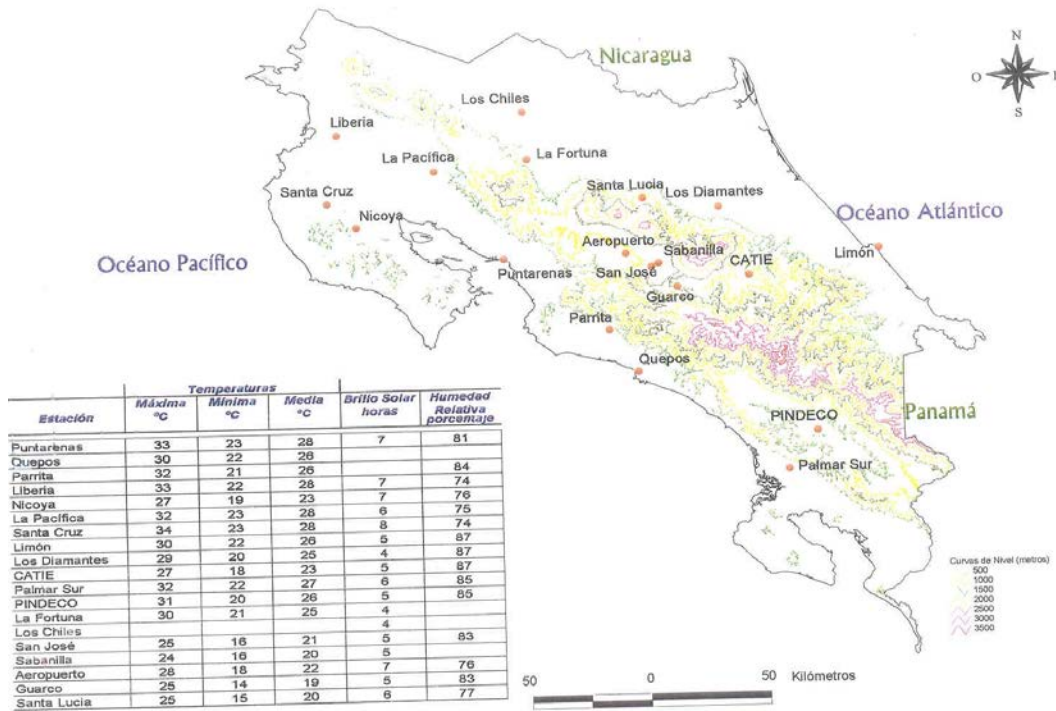 Nicaragua
N
O
E
S
Los Chiles
Liberia
La Fortuna
La Pacífica
Santa Cruz
Santa Lucia
Los Diamantes
Nicoya
Océano Atlántico
Aeropuerto
Sabanilla
CATIE
Limón
Océano Pacífico
Puntarenas
San José
Guarco
Parrita
Quepos
PINDECO
Panamá
Palmar Sur
Temperaturas
Estación Máxima ºC Mínima ºC Media ºC Brillo Solar horas Humedad Relativa porcentaje
Puntarenas 33 23 28 7 81
Quepos 30 22 26
Parrita 32 21 26 84
Liberia 33 22 28 7 74
Nicoya 27 19 23 7 76
La Pacífica 32 23 28 6 75
Santa Cruz 34 23 28 8 74
Limón 30 22 26 5 87
Los Diamantes 29 20 25 4 87
CATIE 27 18 23 5 87
Palmar Sur 32 22 27 6 85
PINDECO 31 20 26 5 85
La Fortuna 30 21 25 4
Los Chiles 4
San José 25 16 21 5 83
Sabanilla 24 16 20 5
Aeropuerto 28 18 22 7 76
Guarco 25 14 19 5 83
Santa Lucia 25 15 20 6 77
Curvas de Nivel (metros)
500
1000
1500
2000
2500
3000
3500
50 0 50 Kilómetros